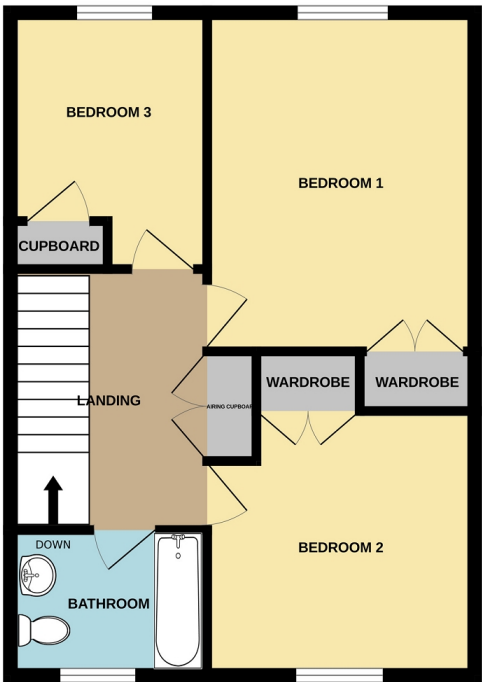 BEDROOM 3
BEDROOM 1
CUPBOARD
WARDROBE
WARDROBE
LANDING
AIRING CUPBOARD
DOWN
BEDROOM 2
BATHROOM